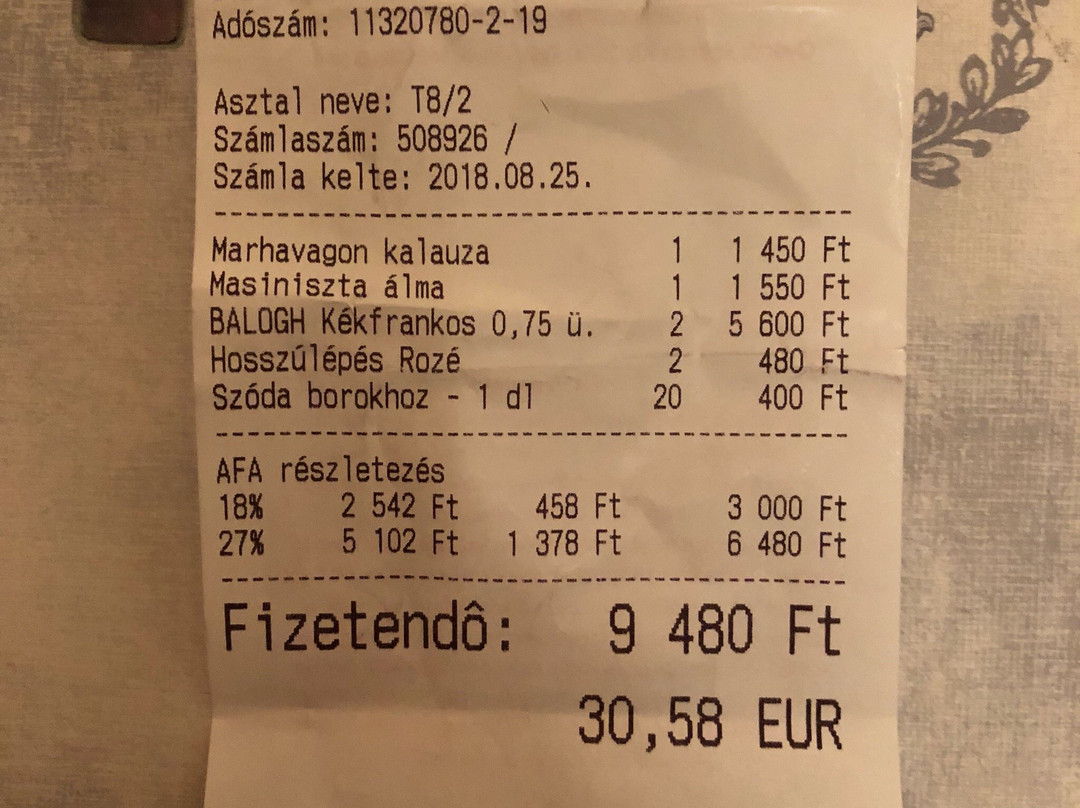 Adószám: 11320780-2-19
Asztal neve: T8/2
Számlaszám: 508926 /
Számla kelte: 2018.08.25.
Marhavagon kalauza 1 1 450 Ft
Masiniszta álma 1 1 550 Ft
BALOGH Kékfrankos 0,75 ü. 2 5 600 Ft
Hosszúlépés Rozé 2 480 Ft
Szóda borokhoz - 1 dl 20 400 Ft
AFA részletezés
18% 2 542 Ft 458 Ft 3 000 Ft
27% 5 102 Ft 1 378 Ft 6 480 Ft
Fizetendô: 9 480 Ft
30,58 EUR